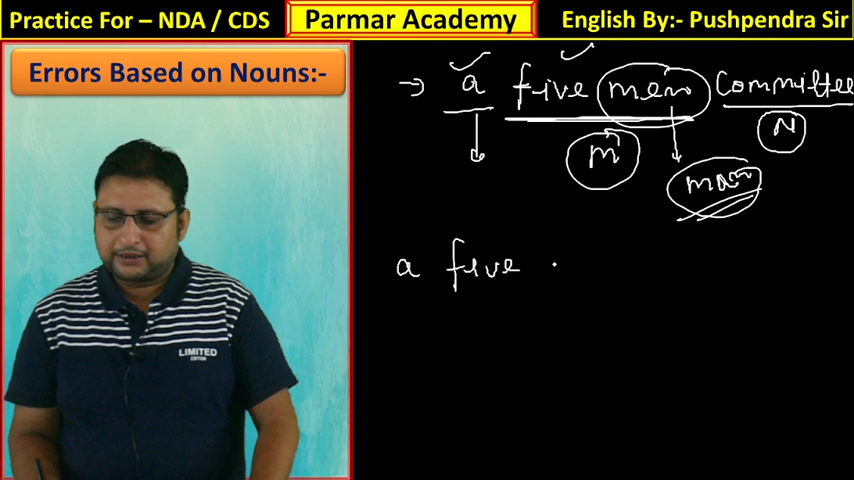 Practice For – NDA / CDS
Parmar Academy
English By:- Pushpendra Sir
Errors Based on Nouns:-
→ a five men Committee
N
m
man
a five
LIMITED
EDITION